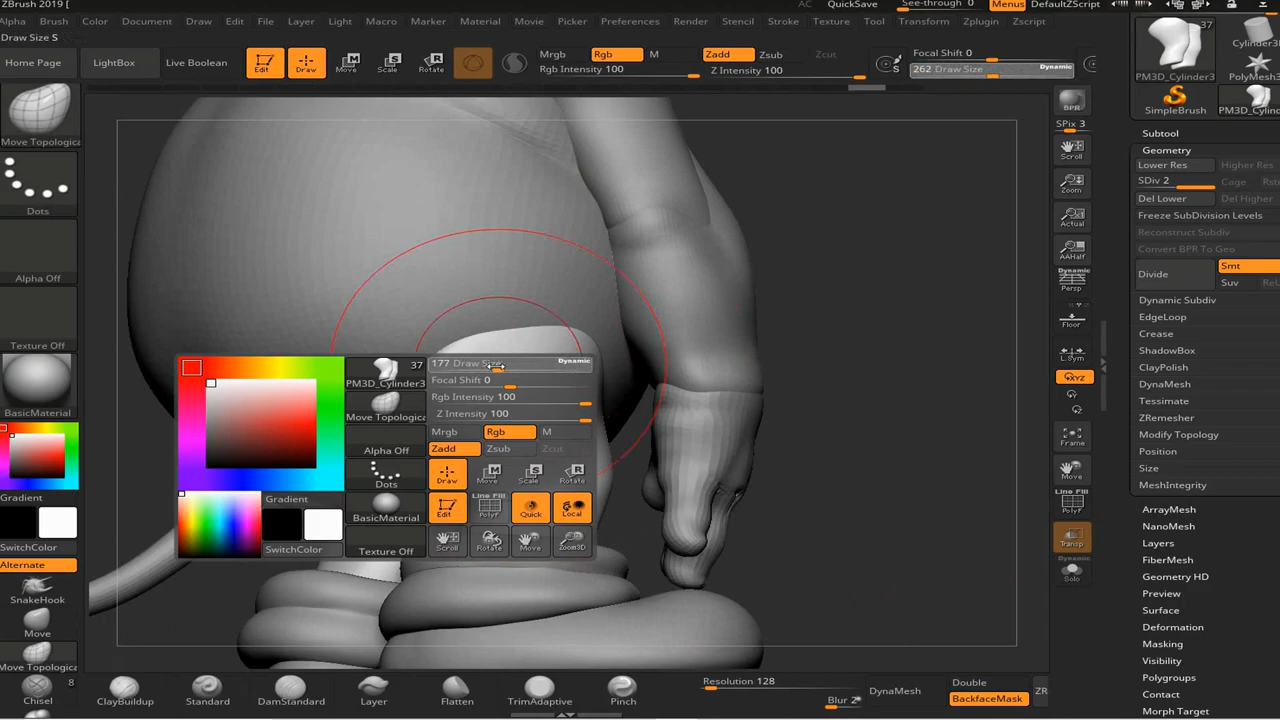 ZBrush 2019 [
AC QuickSave See-through 0 Menus DefaultZScript
Alpha Brush Color Document Draw Edit File Layer Light Macro Marker Material Movie Picker Preferences Render Stencil Stroke Texture Tool Transform Zplugin Zscript
Draw Size S
Home Page LightBox Live Boolean
Edit Draw Move Scale Rotate
Mrgb Rgb M Zadd Zsub Zcut
Rgb Intensity 100 Z Intensity 100
Focal Shift 0
262 Draw Size Dynamic
S
37
Cylinder3
PM3D_Cylinder3 PolyMesh3
SimpleBrush PM3D_Cylind
Move Topologica
Dots
Alpha Off
Texture Off
BasicMaterial
Gradient
SwitchColor
Alternate
SnakeHook
Move
Move Topologica
Chisel 8
177 Draw Size Dynamic
Focal Shift 0
Rgb Intensity 100
Z Intensity 100
Mrgb Rgb M
Zadd Zsub Zcut
Draw Move Scale Rotate
Line Fill
Edit PolyF Quick Local
Scroll Rotate Move Zoom3D
37
PM3D_Cylinder3
Move Topologica
Alpha Off
Dots
BasicMaterial
Texture Off
Gradient
SwitchColor
BPR
SPix 3
Scroll
Zoom
Actual
AAHalf
Dynamic
Persp
Floor
L.Sym
XYZ
Frame
Move
Line Fill
PolyF
Transp
Dynamic
Solo
Subtool
Geometry
Lower Res Higher Res
SDiv 2 Cage Rst
Del Lower Del Higher
Freeze SubDivision Levels
Reconstruct Subdiv
Convert BPR To Geo
Divide Smt
Suv ReU
Dynamic Subdiv
EdgeLoop
Crease
ShadowBox
ClayPolish
DynaMesh
Tessimate
ZRemesher
Modify Topology
Position
Size
MeshIntegrity
ArrayMesh
NanoMesh
Layers
FiberMesh
Geometry HD
Preview
Surface
Deformation
Masking
Visibility
Polygroups
Contact
Morph Target
ClayBuildup Standard DamStandard Layer Flatten TrimAdaptive Pinch
Resolution 128
Blur 2
DynaMesh
Double
BackfaceMask
ZR